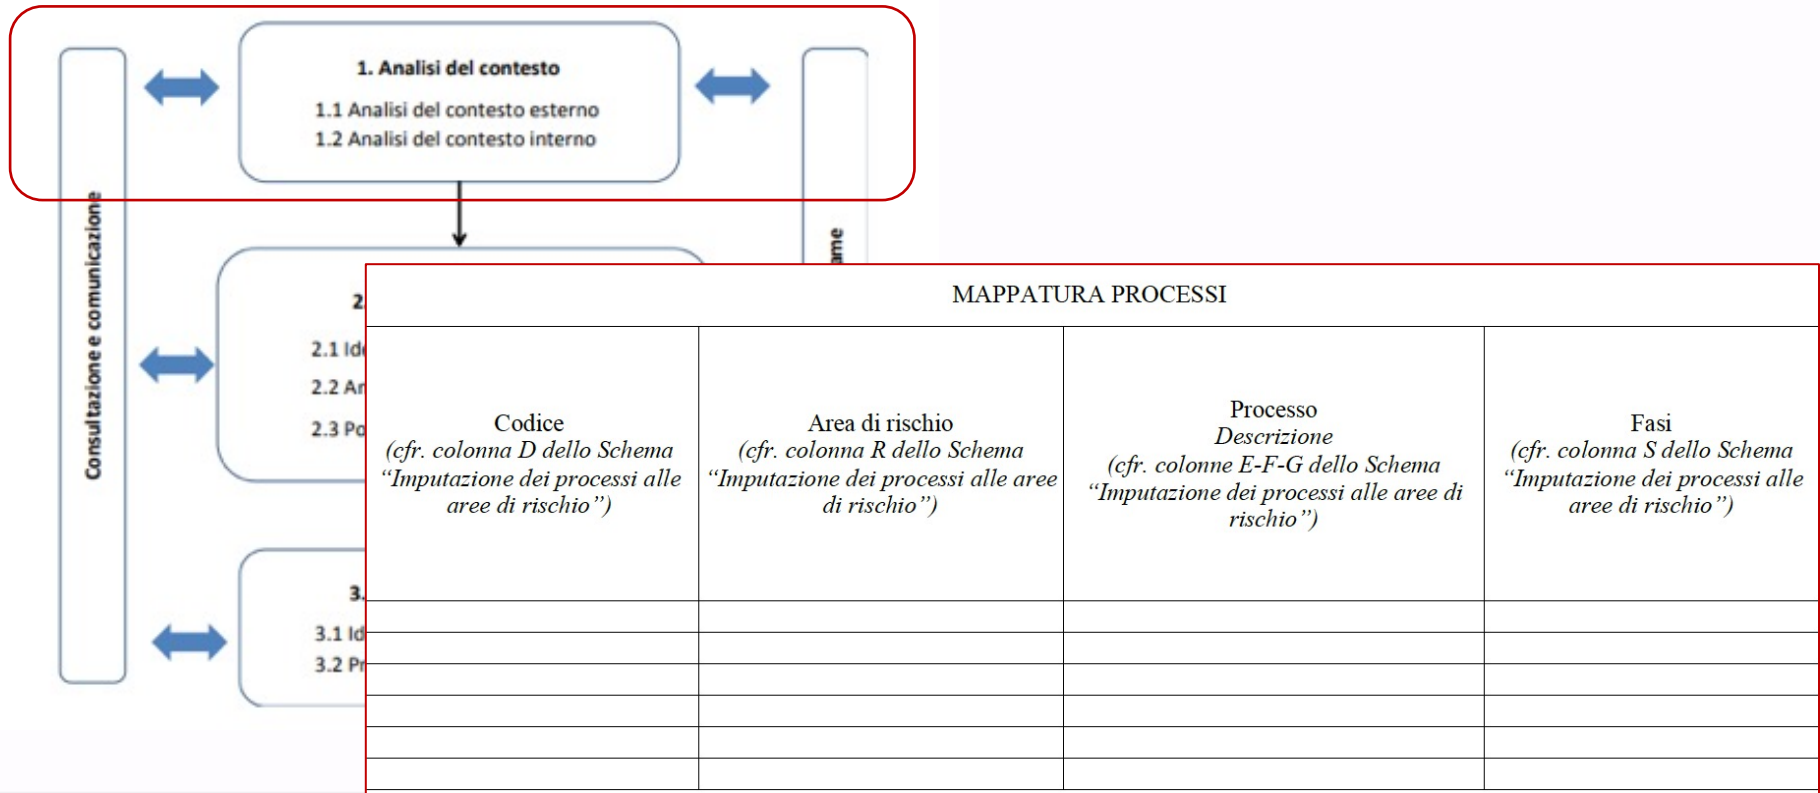 1. Analisi del contesto
1.1 Analisi del contesto esterno
1.2 Analisi del contesto interno
Consultazione e comunicazione
2.
2.1
2.2
2.3
3.
3.1
3.2
MAPPATURA PROCESSI
Codice
(cfr. colonna D dello Schema
“Imputazione dei processi alle
aree di rischio”)
Area di rischio
(cfr. colonna R dello Schema
“Imputazione dei processi alle aree
di rischio”)
Processo
Descrizione
(cfr. colonne E-F-G dello Schema
“Imputazione dei processi alle aree di
rischio”)
Fasi
(cfr. colonna S dello Schema
“Imputazione dei processi alle
aree di rischio”)